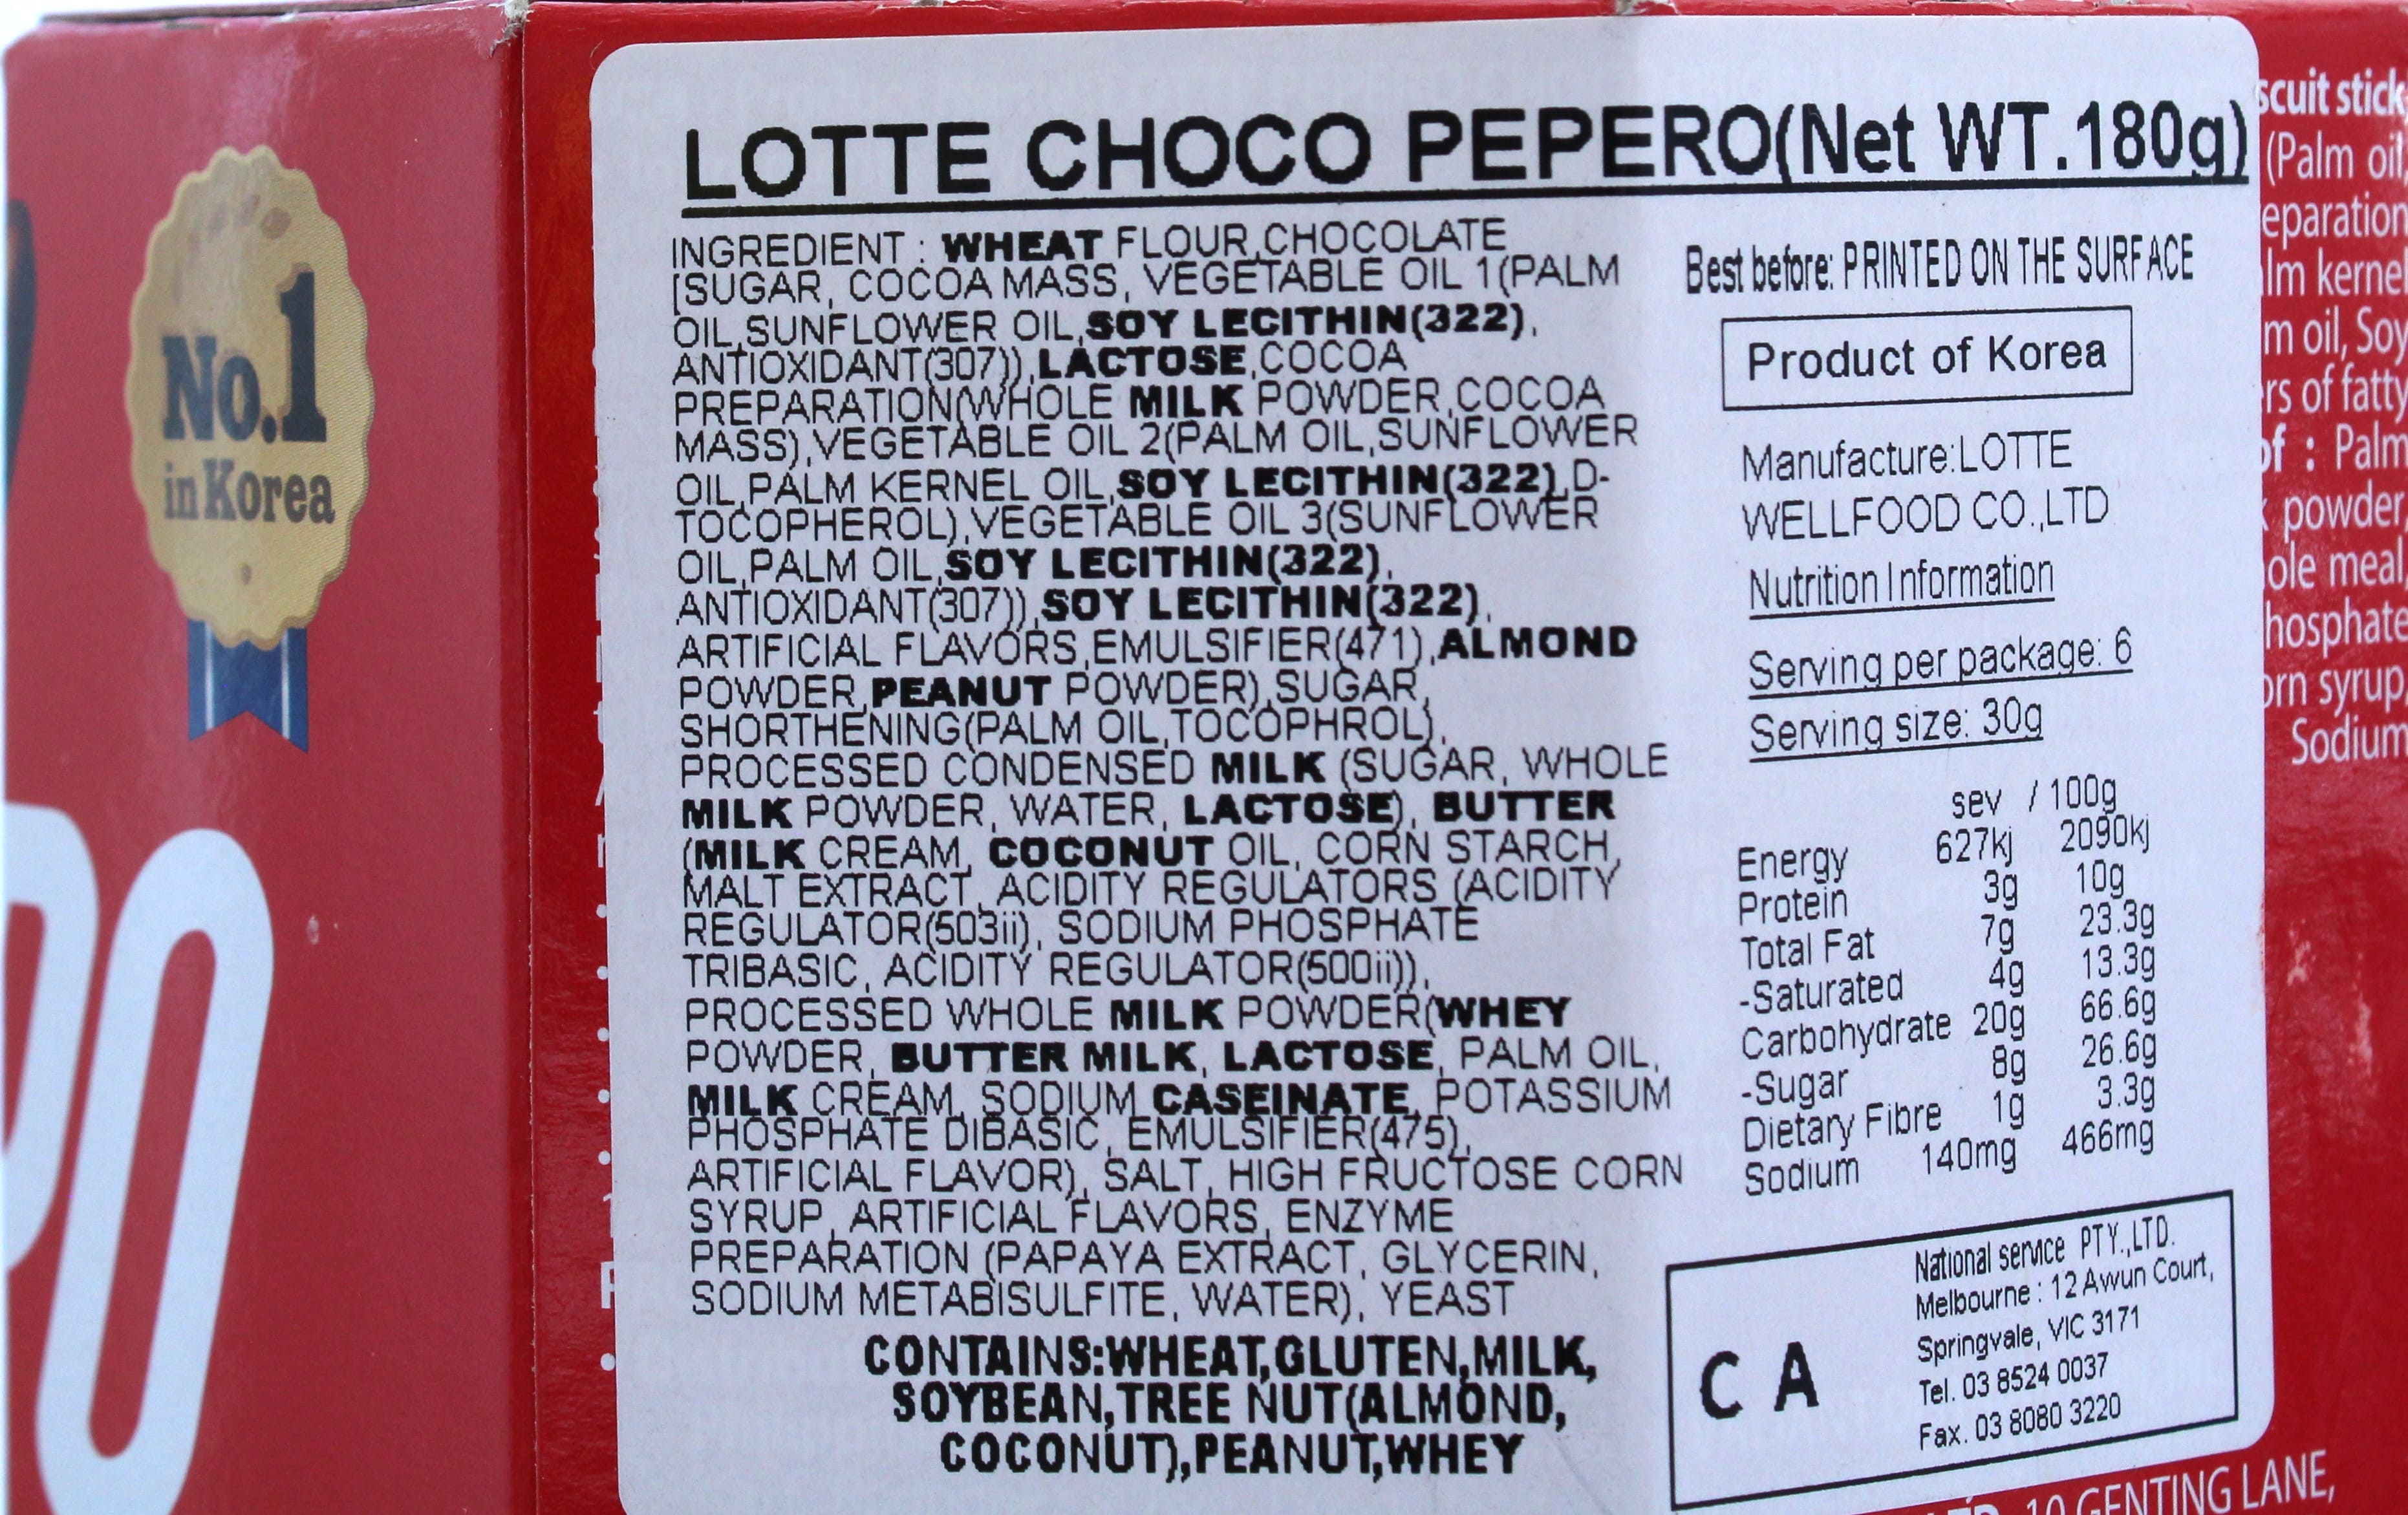 No.1
in Korea
PO
LOTTE CHOCO PEPERO(Net WT.180g)
INGREDIENT : WHEAT FLOUR,CHOCOLATE
[SUGAR, COCOA MASS, VEGETABLE OIL 1(PALM
OIL,SUNFLOWER OIL,SOY LECITHIN(322),
ANTIOXIDANT(307)),LACTOSE,COCOA
PREPARATION(WHOLE MILK POWDER,COCOA
MASS),VEGETABLE OIL 2(PALM OIL,SUNFLOWER
OIL,PALM KERNEL OIL,SOY LECITHIN(322),D-
TOCOPHEROL),VEGETABLE OIL 3(SUNFLOWER
OIL,PALM OIL,SOY LECITHIN(322),
ANTIOXIDANT(307)),SOY LECITHIN(322),
ARTIFICIAL FLAVORS,EMULSIFIER(471),ALMOND
POWDER,PEANUT POWDER),SUGAR,
SHORTHENING(PALM OIL,TOCOPHROL),
PROCESSED CONDENSED MILK (SUGAR, WHOLE
MILK POWDER, WATER, LACTOSE), BUTTER
(MILK CREAM, COCONUT OIL, CORN STARCH,
MALT EXTRACT, ACIDITY REGULATORS (ACIDITY
REGULATOR(503ii), SODIUM PHOSPHATE
TRIBASIC, ACIDITY REGULATOR(500ii)),
PROCESSED WHOLE MILK POWDER(WHEY
POWDER, BUTTER MILK, LACTOSE, PALM OIL,
MILK CREAM, SODIUM CASEINATE, POTASSIUM
PHOSPHATE DIBASIC, EMULSIFIER(475),
ARTIFICIAL FLAVOR), SALT, HIGH FRUCTOSE CORN
SYRUP, ARTIFICIAL FLAVORS, ENZYME
PREPARATION (PAPAYA EXTRACT, GLYCERIN,
SODIUM METABISULFITE, WATER), YEAST
CONTAINS:WHEAT,GLUTEN,MILK,
SOYBEAN,TREE NUT(ALMOND,
COCONUT),PEANUT,WHEY
Best before: PRINTED ON THE SURFACE
Product of Korea
Manufacture:LOTTE
WELLFOOD CO.,LTD
Nutrition Information
Serving per package: 6
Serving size: 30g
sev / 100g
Energy 627kj 2090kj
Protein 3g 10g
Total Fat 7g 23.3g
-Saturated 4g 13.3g
Carbohydrate 20g 66.6g
-Sugar 8g 26.6g
Dietary Fibre 1g 3.3g
Sodium 140mg 466mg
C A
National service PTY.,LTD.
Melbourne : 12 Awun Court,
Springvale, VIC 3171
Tel. 03 8524 0037
Fax. 03 8080 3220
scuit stick
(Palm oil,
eparation
lm kernel
m oil, Soy
rs of fatty
of : Palm
powder,
ole meal,
hosphate
orn syrup,
Sodium
10 GENTING LANE,